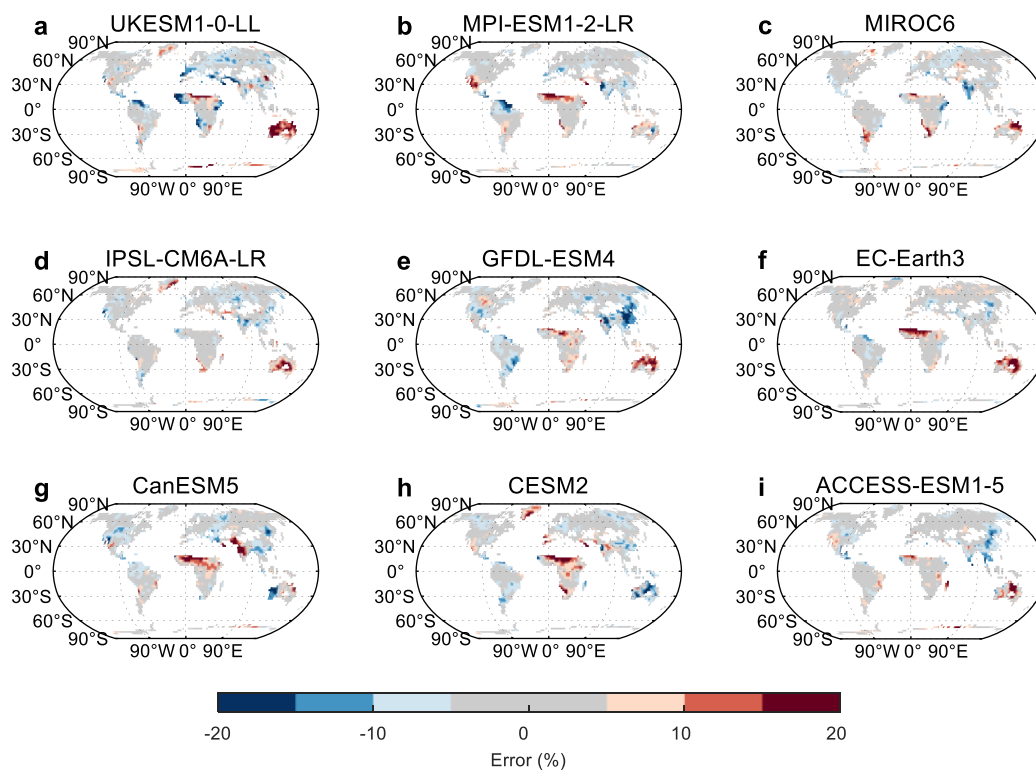 a UKESM1-0-LL
b MPI-ESM1-2-LR
c MIROC6
90°N 90°N 90°N
60°N 60°N 60°N
30°N 30°N 30°N
0° 0° 0°
30°S 30°S 30°S
60°S 60°S 60°S
90°S 90°S 90°S
90°W 0° 90°E 90°W 0° 90°E 90°W 0° 90°E
d IPSL-CM6A-LR
e GFDL-ESM4
f EC-Earth3
90°N 90°N 90°N
60°N 60°N 60°N
30°N 30°N 30°N
0° 0° 0°
30°S 30°S 30°S
60°S 60°S 60°S
90°S 90°S 90°S
90°W 0° 90°E 90°W 0° 90°E 90°W 0° 90°E
g CanESM5
h CESM2
i ACCESS-ESM1-5
90°N 90°N 90°N
60°N 60°N 60°N
30°N 30°N 30°N
0° 0° 0°
30°S 30°S 30°S
60°S 60°S 60°S
90°S 90°S 90°S
90°W 0° 90°E 90°W 0° 90°E 90°W 0° 90°E
-20 -10 0 10 20
Error (%)